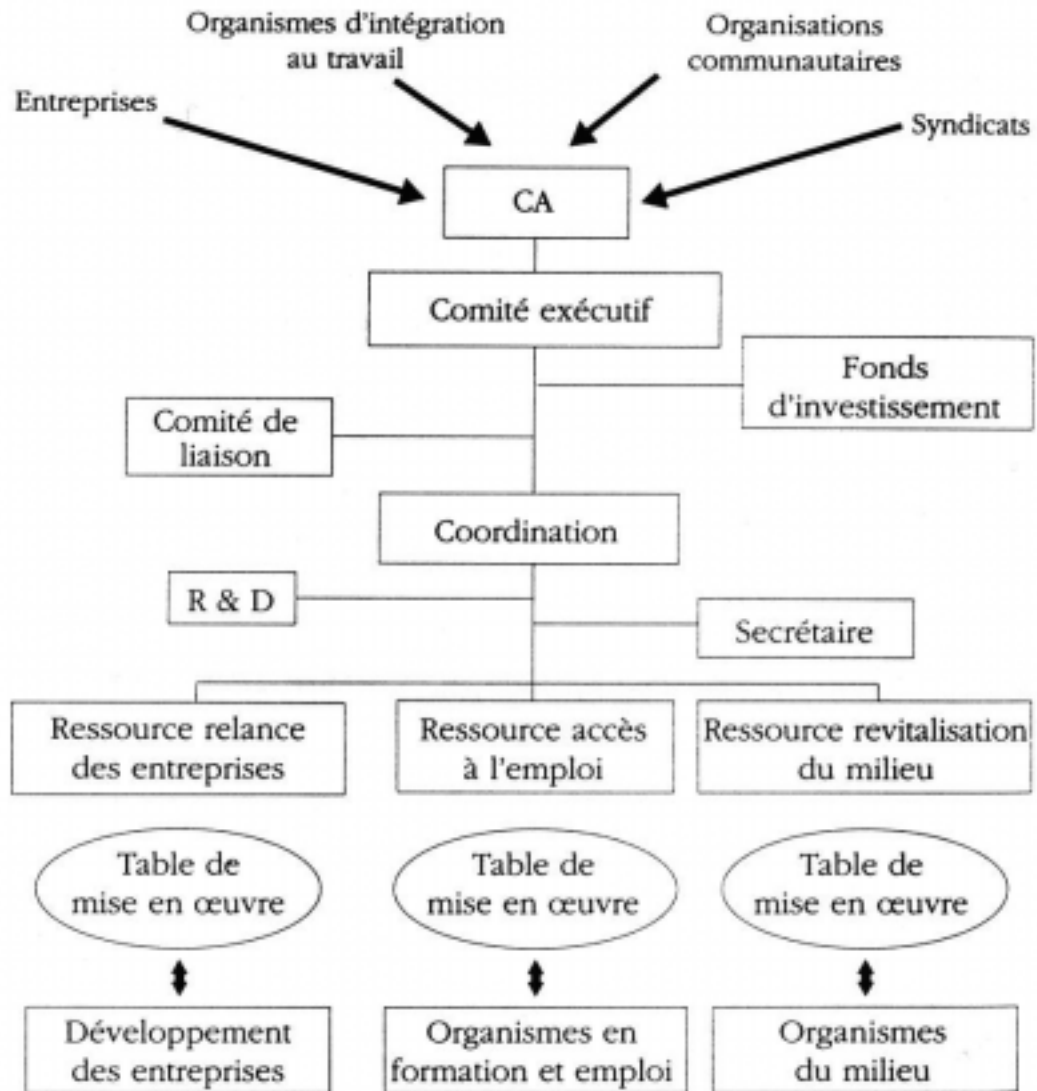 Organismes d'intégration
au travail
Organisations
communautaires
Entreprises
Syndicats
CA
Comité exécutif
Fonds
d'investissement
Comité de
liaison
Coordination
R & D
Secrétaire
Ressource relance
des entreprises
Ressource accès
à l'emploi
Ressource revitalisation
du milieu
Table de
mise en œuvre
Table de
mise en œuvre
Table de
mise en œuvre
Développement
des entreprises
Organismes en
formation et emploi
Organismes
du milieu